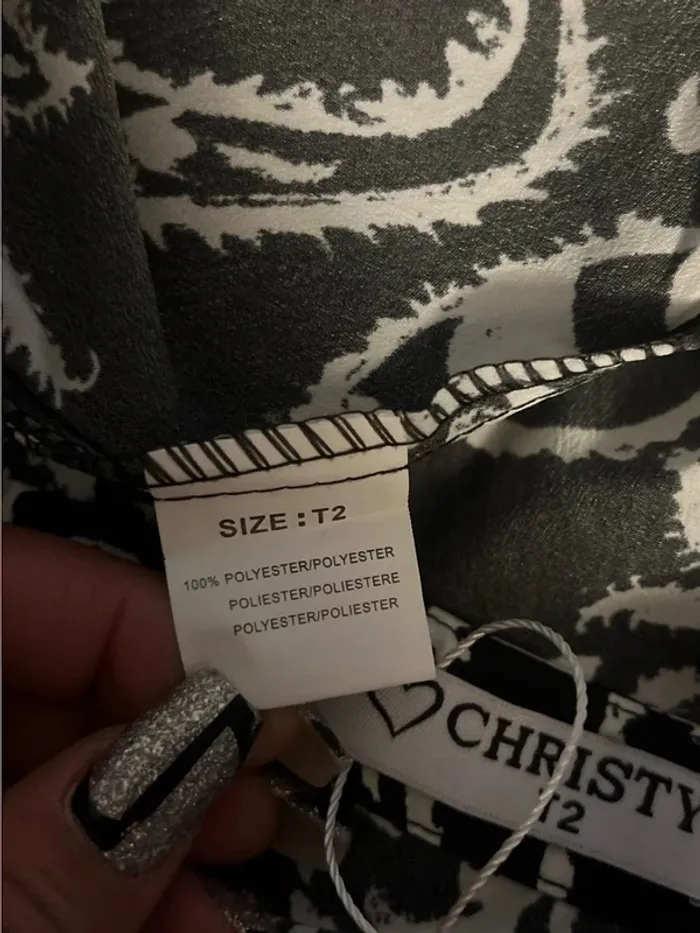 SIZE : T2
100% POLYESTER/POLYESTER
POLIESTER/POLIESTERE
POLYESTER/POLIESTER
CHRISTY
T2